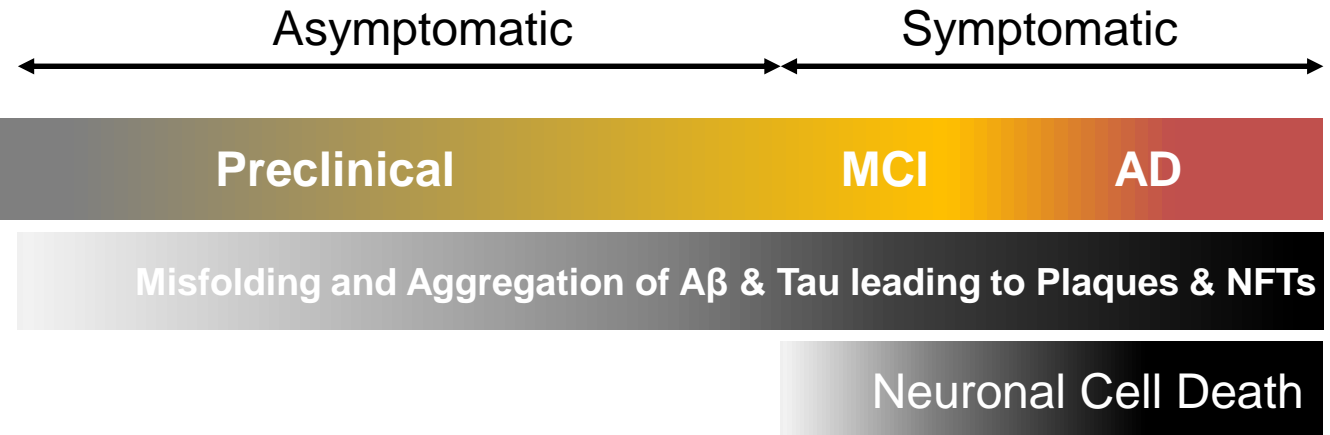 Asymptomatic Symptomatic
Preclinical MCI AD
Misfolding and Aggregation of Aβ & Tau leading to Plaques & NFTs
Neuronal Cell Death